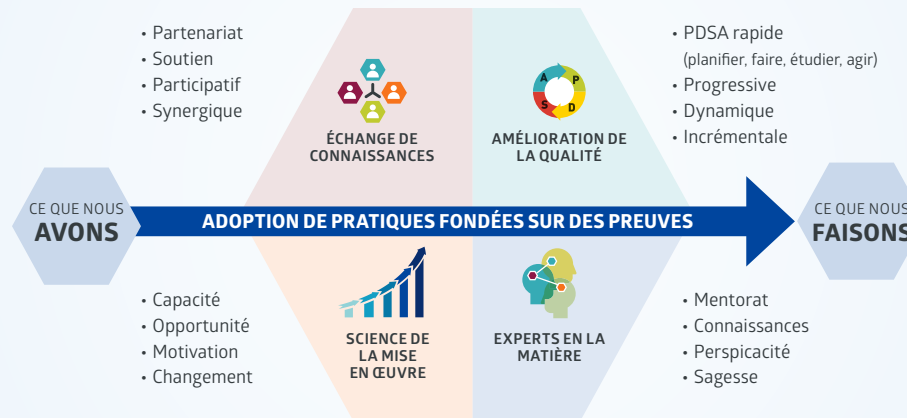 • Partenariat
• Soutien
• Participatif
• Synergique
ÉCHANGE DE
CONNAISSANCES
A
P
S
D
AMÉLIORATION DE
LA QUALITÉ
• PDSA rapide
(planifier, faire, étudier, agir)
• Progressive
• Dynamique
• Incrémentale
CE QUE NOUS
AVONS
ADOPTION DE PRATIQUES FONDÉES SUR DES PREUVES
CE QUE NOUS
FAISONS
• Capacité
• Opportunité
• Motivation
• Changement
SCIENCE DE
LA MISE
EN ŒUVRE
EXPERTS EN LA
MATIÈRE
• Mentorat
• Connaissances
• Perspicacité
• Sagesse